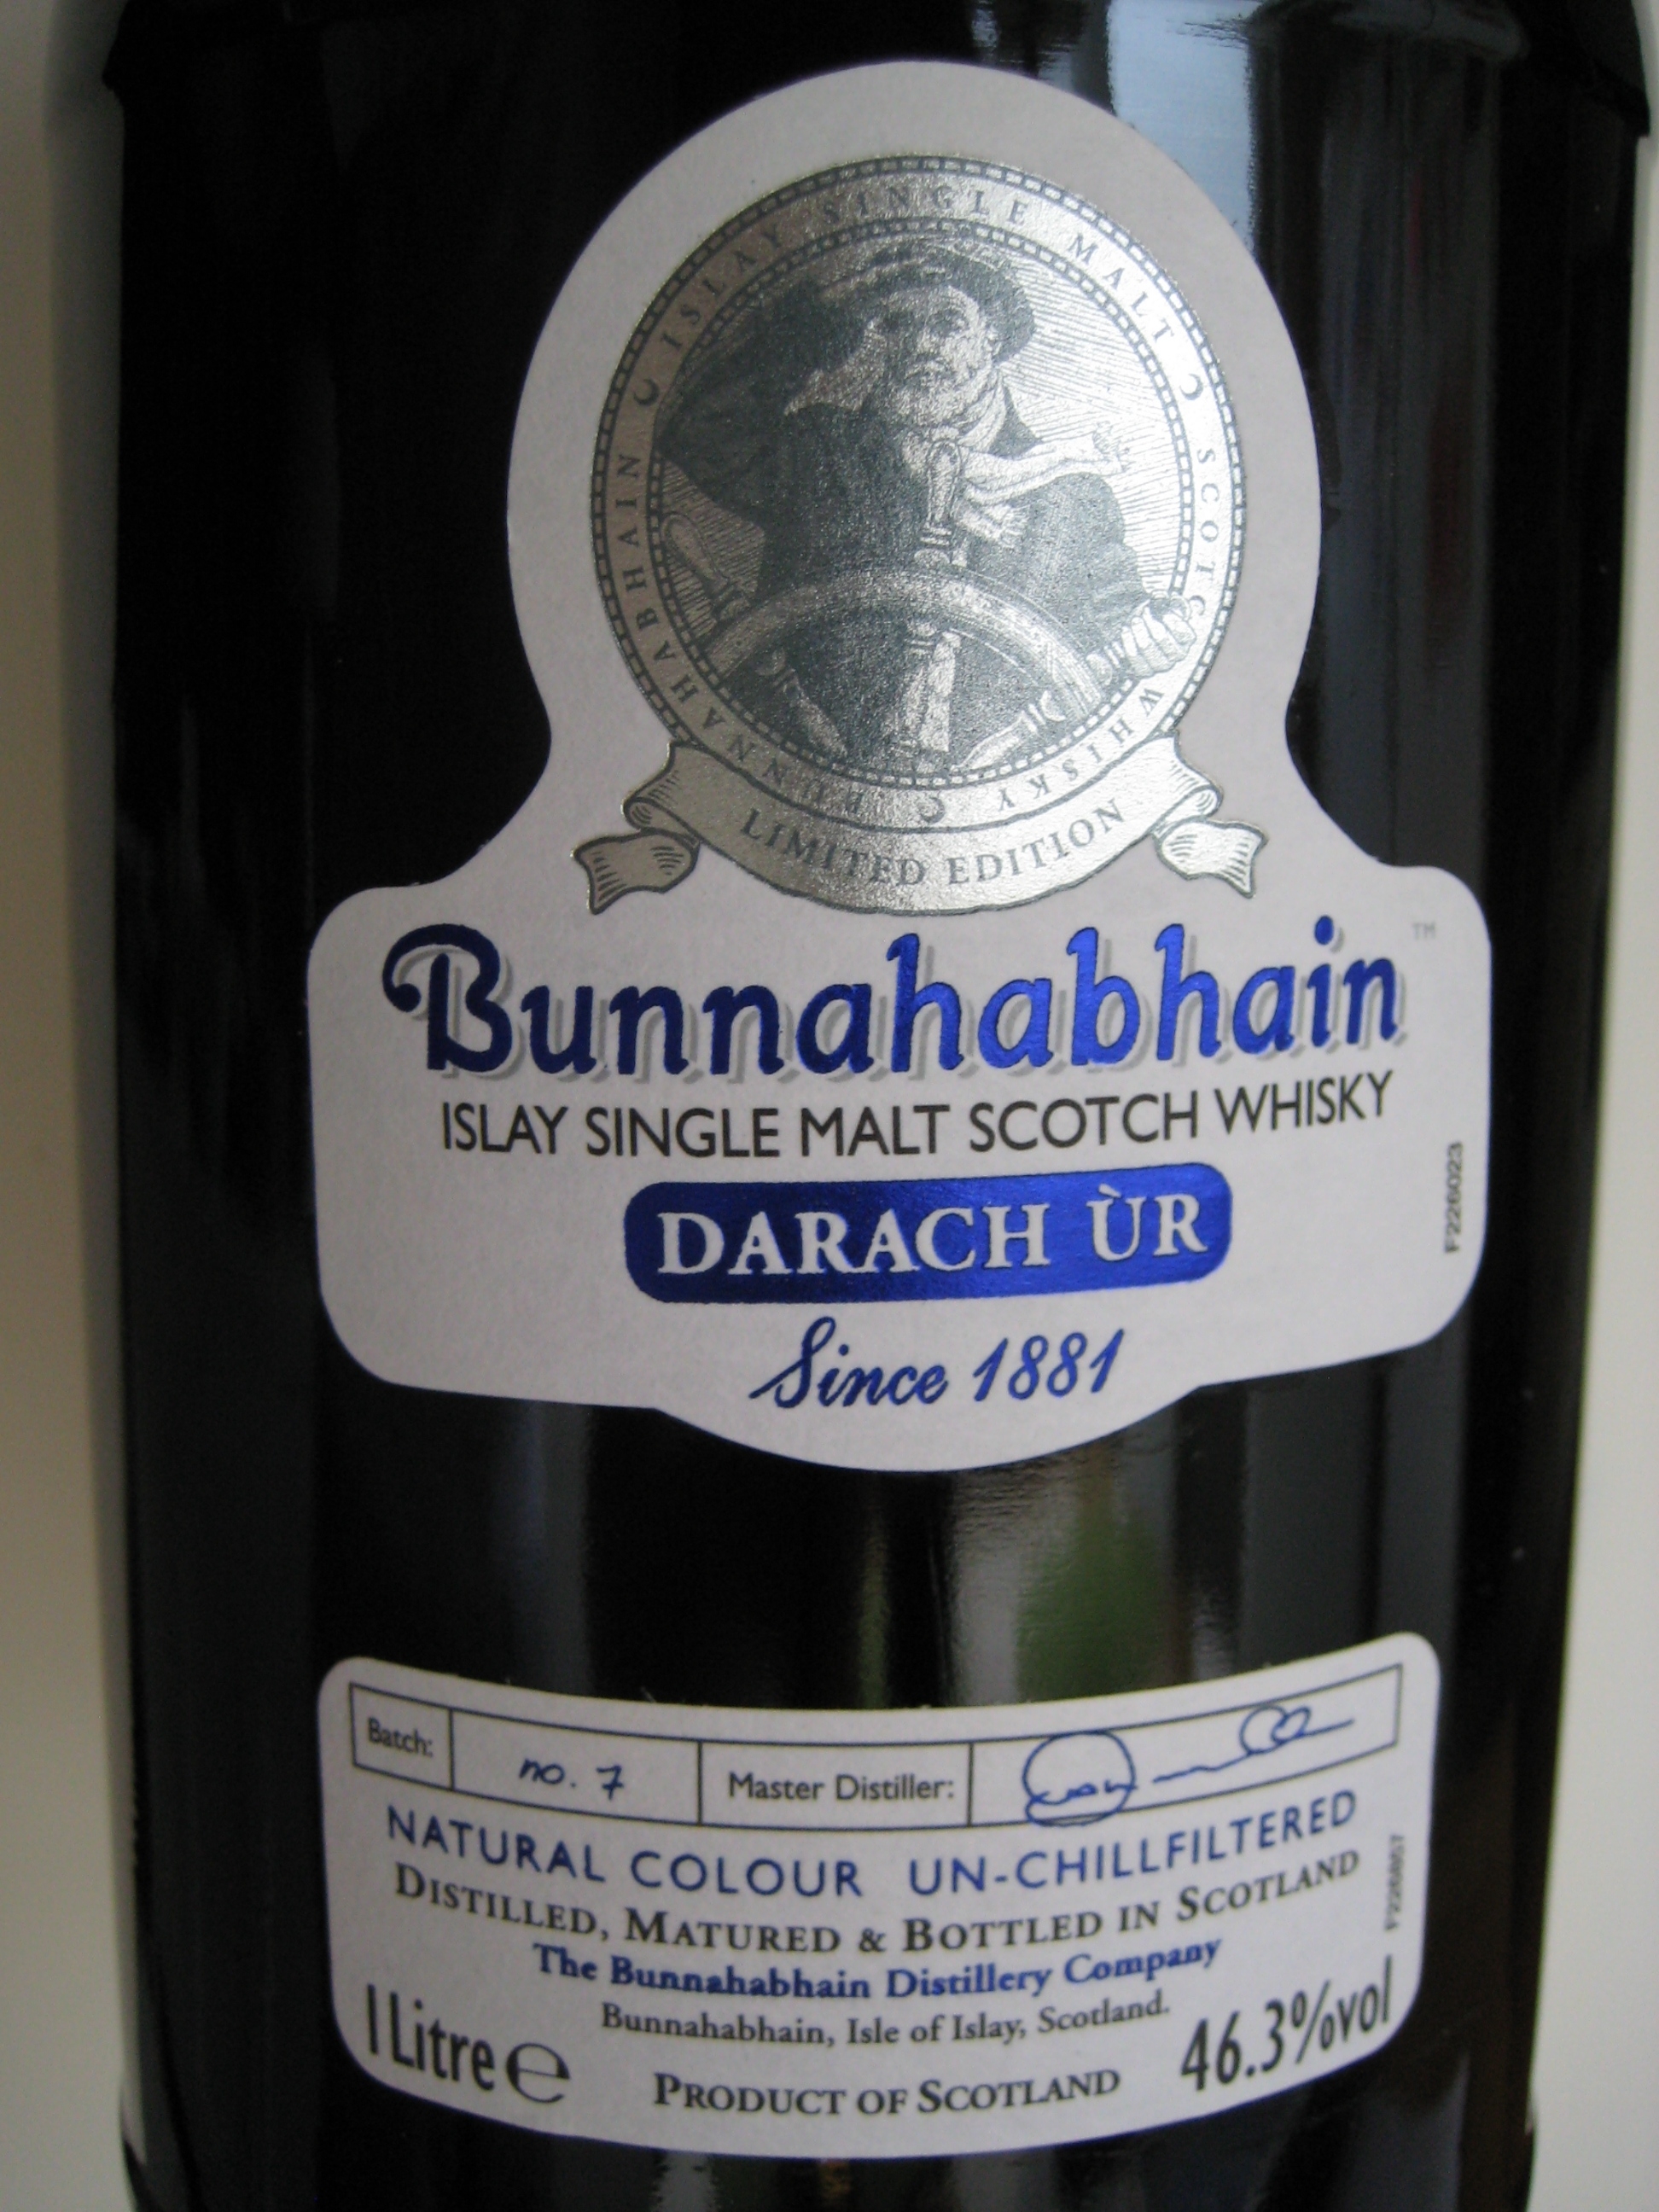 BUNNAHABHAIN ISLAY SINGLE MALT SCOTCH WHISKY
LIMITED EDITION
Bunnahabhain™
ISLAY SINGLE MALT SCOTCH WHISKY
DARACH ÙR
Since 1881
F226023
Batch: no. 7 Master Distiller:
NATURAL COLOUR UN-CHILLFILTERED
DISTILLED, MATURED & BOTTLED IN SCOTLAND
The Bunnahabhain Distillery Company
Bunnahabhain, Isle of Islay, Scotland.
1 Litre e PRODUCT OF SCOTLAND 46.3%vol